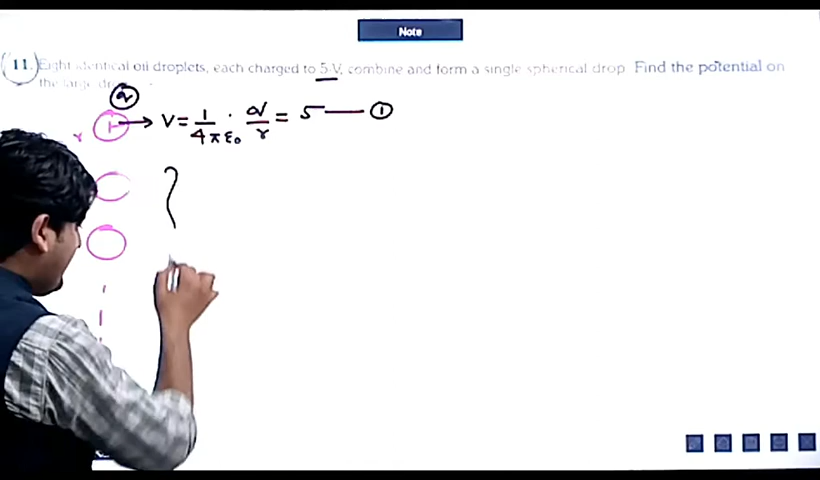 Note
11. Eight identical oil droplets, each charged to 5 V, combine and form a single spherical drop. Find the potential on
the large
q
r 1 → V = 1/4πε₀ · q/r = 5 — ①